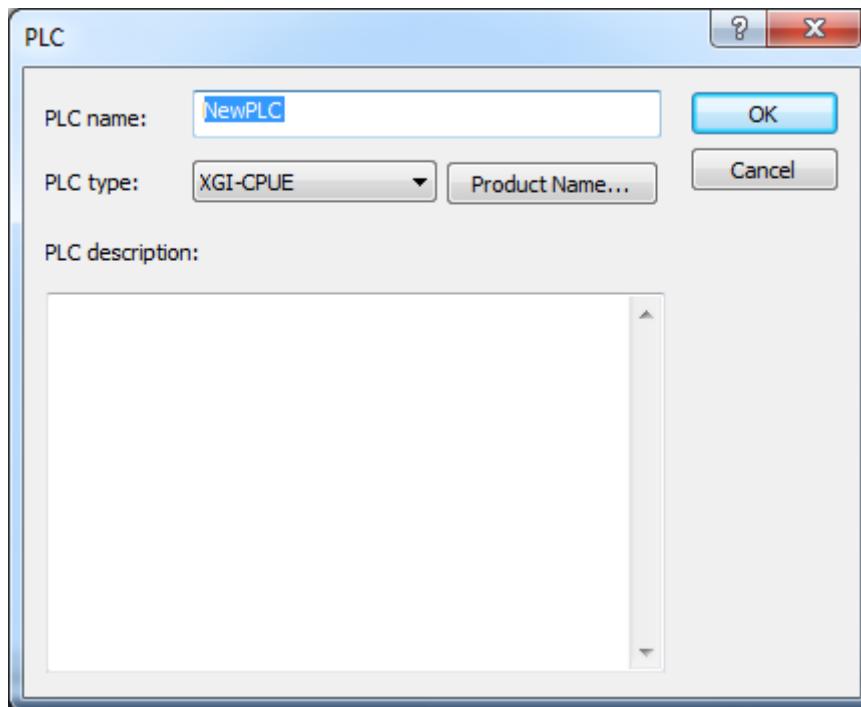 PLC
PLC name: NewPLC OK
PLC type: XGI-CPUE Product Name... Cancel
PLC description: